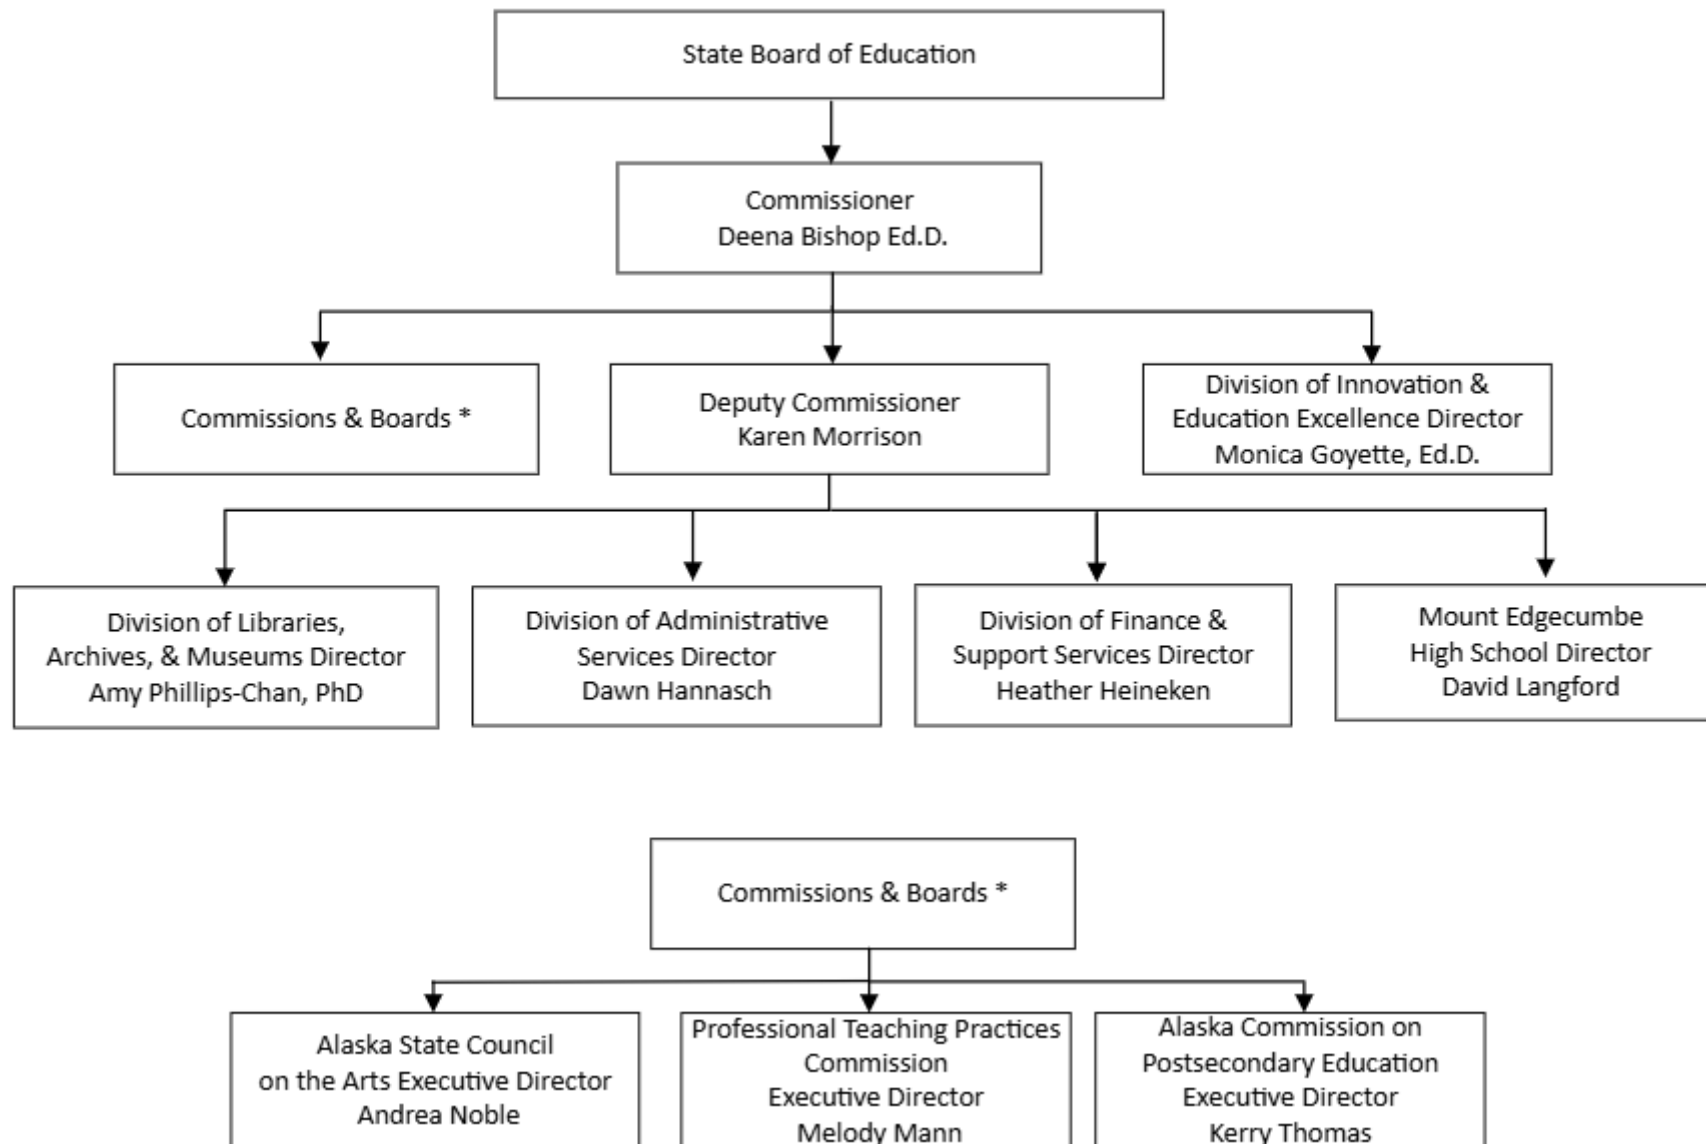 State Board of Education
Commissioner
Deena Bishop Ed.D.
Commissions & Boards *
Deputy Commissioner
Karen Morrison
Division of Innovation &
Education Excellence Director
Monica Goyette, Ed.D.
Division of Libraries,
Archives, & Museums Director
Amy Phillips-Chan, PhD
Division of Administrative
Services Director
Dawn Hannasch
Division of Finance &
Support Services Director
Heather Heineken
Mount Edgecumbe
High School Director
David Langford
Commissions & Boards *
Alaska State Council
on the Arts Executive Director
Andrea Noble
Professional Teaching Practices
Commission
Executive Director
Melody Mann
Alaska Commission on
Postsecondary Education
Executive Director
Kerry Thomas